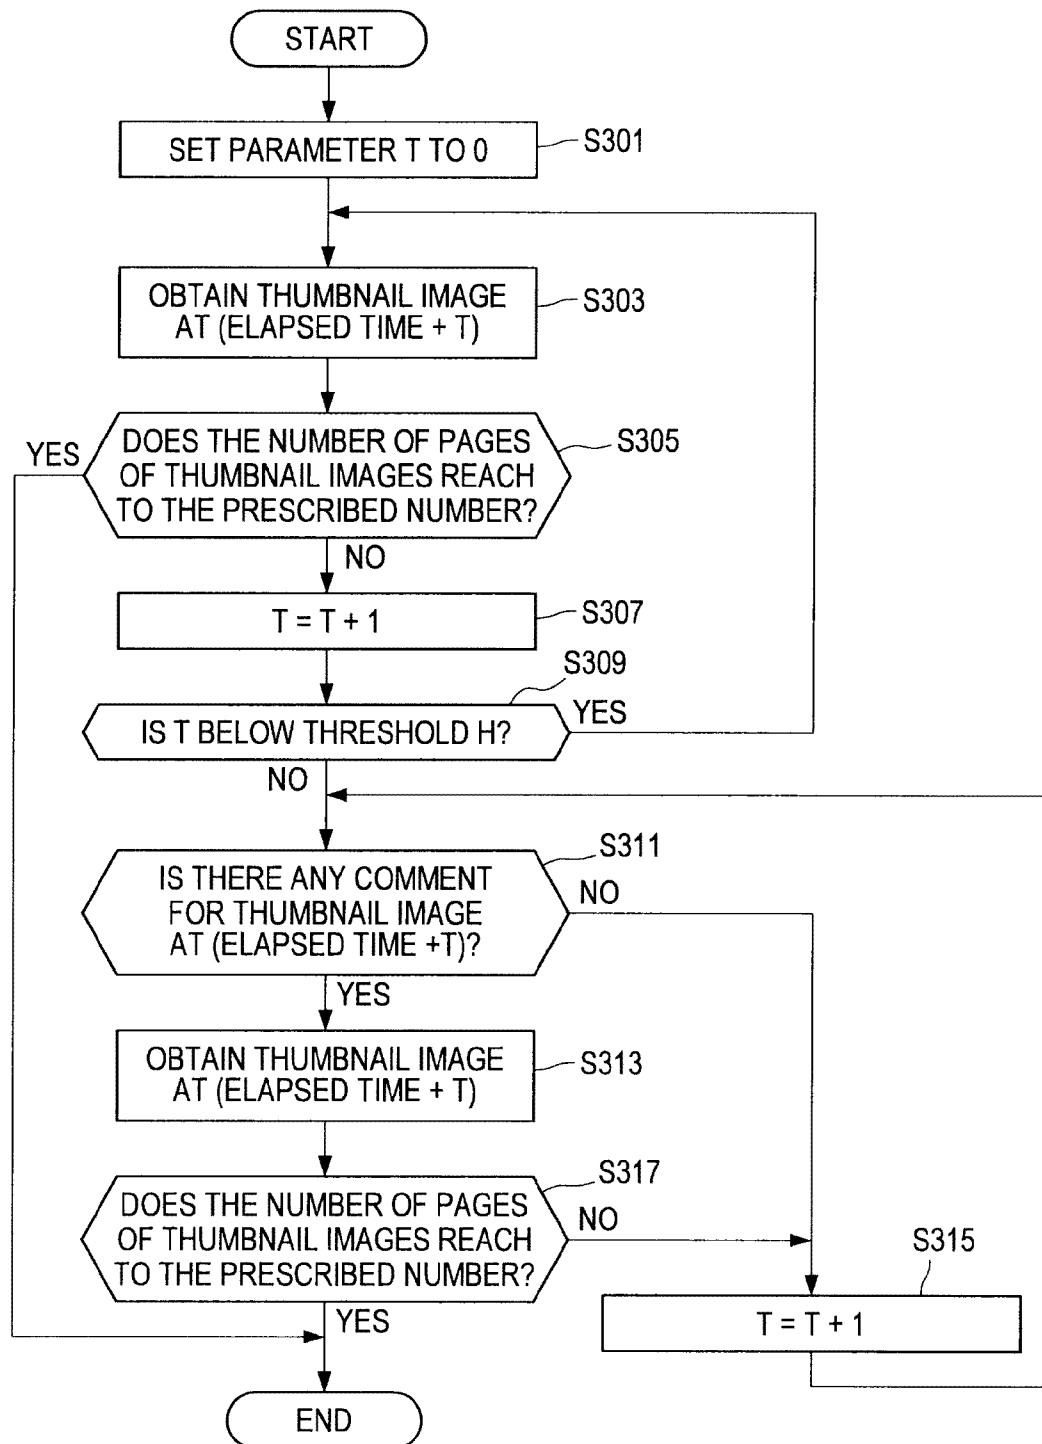 START
SET PARAMETER T TO 0
S301
OBTAIN THUMBNAIL IMAGE
AT (ELAPSED TIME + T)
S303
YES
DOES THE NUMBER OF PAGES
OF THUMBNAIL IMAGES REACH
TO THE PRESCRIBED NUMBER?
S305
NO
T = T + 1
S307
S309
IS T BELOW THRESHOLD H?
YES
NO
S311
IS THERE ANY COMMENT
FOR THUMBNAIL IMAGE
AT (ELAPSED TIME +T)?
NO
YES
OBTAIN THUMBNAIL IMAGE
AT (ELAPSED TIME + T)
S313
S317
DOES THE NUMBER OF PAGES
OF THUMBNAIL IMAGES REACH
TO THE PRESCRIBED NUMBER?
NO
S315
T = T + 1
YES
END